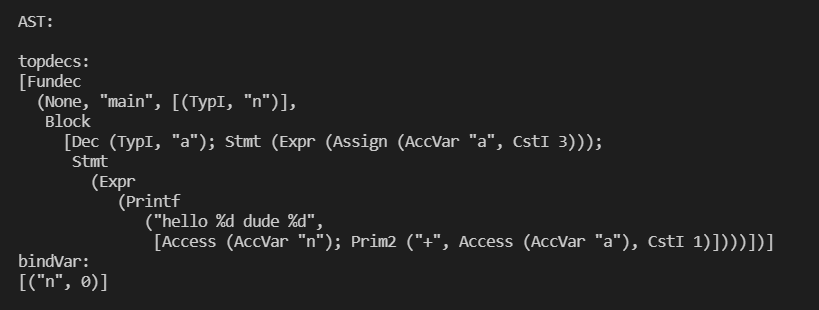 AST:
topdecs:
[Fundec
(None, "main", [(TypI, "n")],
Block
[Dec (TypI, "a"); Stmt (Expr (Assign (AccVar "a", CstI 3)));
Stmt
(Expr
(Printf
("hello %d dude %d",
[Access (AccVar "n"); Prim2 ("+", Access (AccVar "a"), CstI 1)])))])]
bindVar:
[("n", 0)]